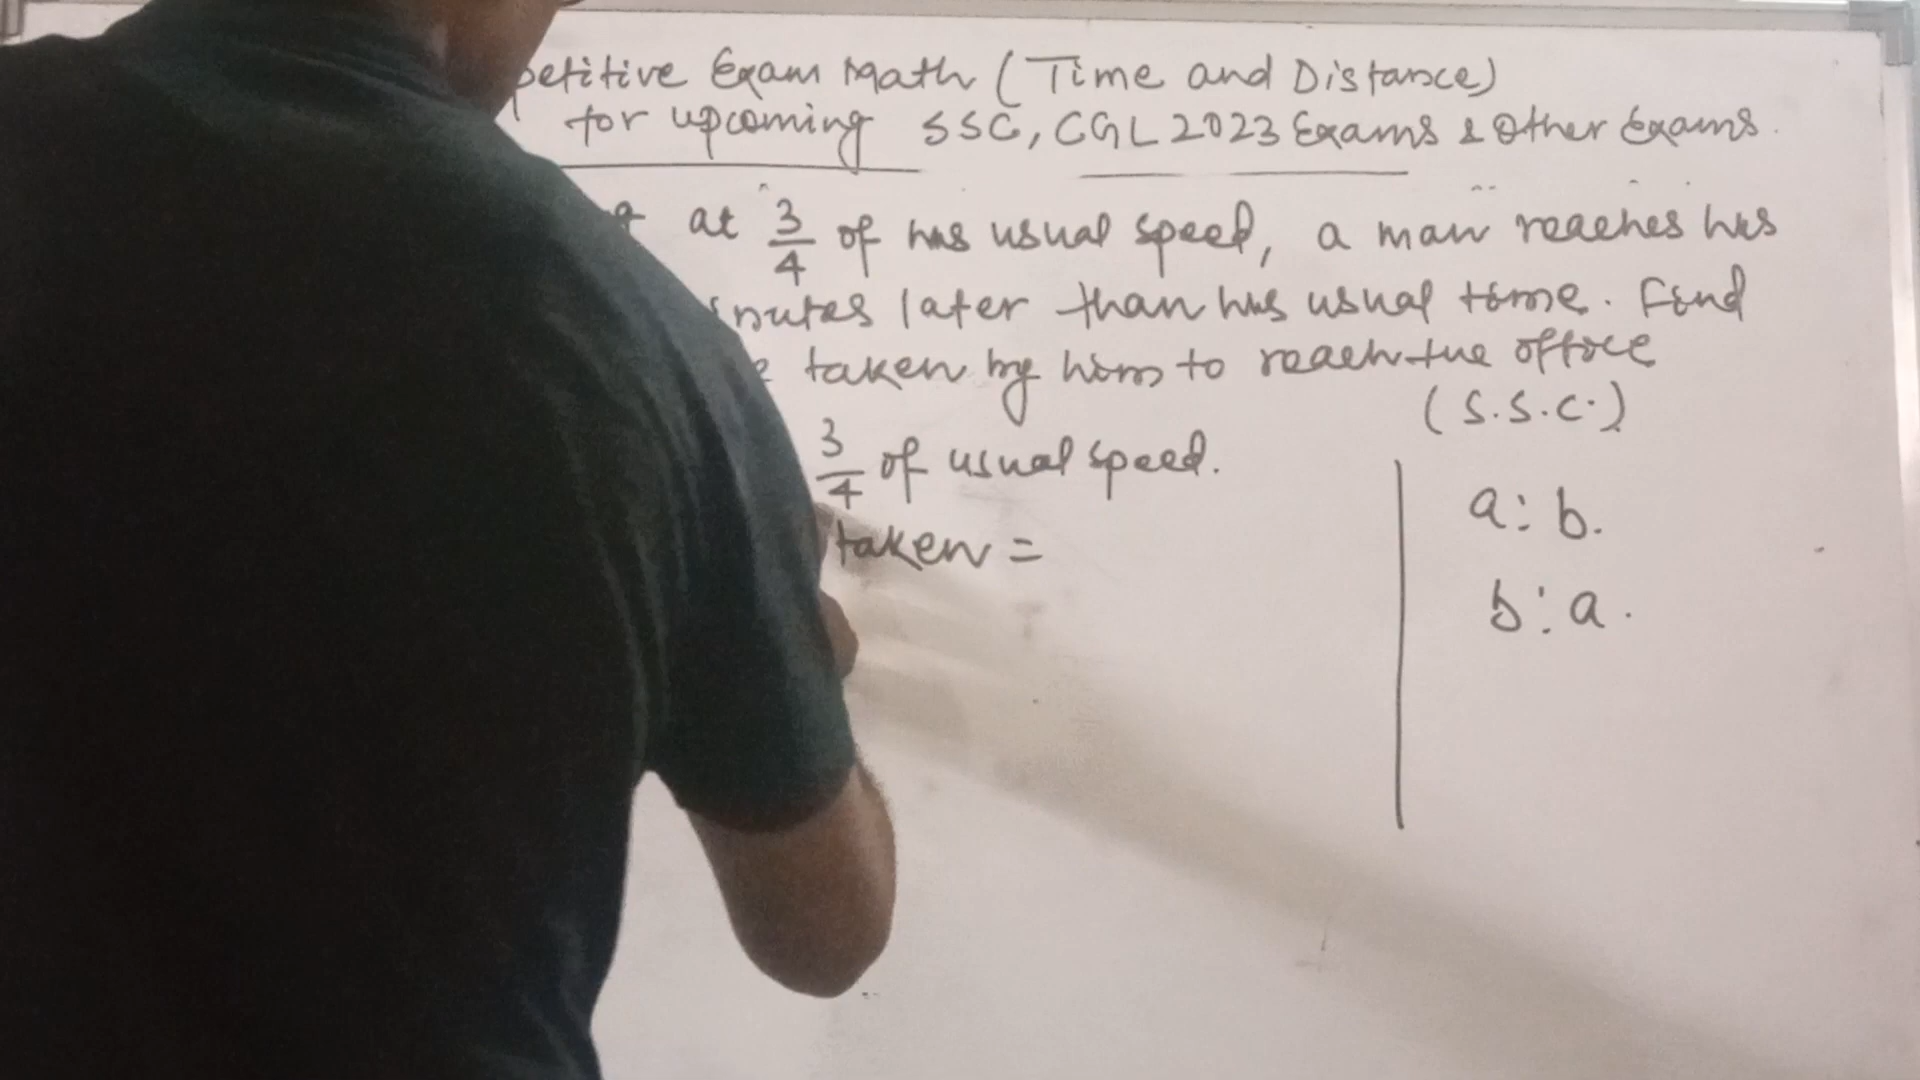 petitive Exam Math (Time and Distance)
for upcoming SSC, CGL 2023 Exams & Other Exams.
at 3/4 of his usual speed, a man reaches his
nutes later than his usual time. Find
taken by him to reach the office
(S.S.C.)
3/4 of usual speed.
taken =
a : b.
b : a.